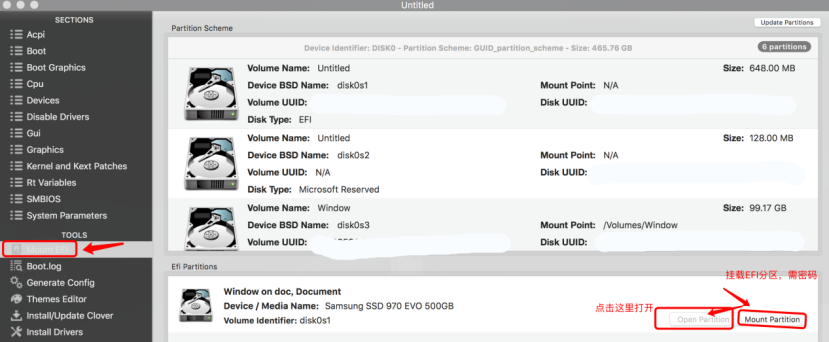 Untitled
SECTIONS
Acpi
Boot
Boot Graphics
Cpu
Devices
Disable Drivers
Gui
Graphics
Kernel and Kext Patches
Rt Variables
SMBIOS
System Parameters
TOOLS
Mount EFI
Boot.log
Generate Config
Themes Editor
Install/Update Clover
Install Drivers
Partition Scheme
Update Partitions
Device Identifier: DISK0 - Partition Scheme: GUID_partition_scheme - Size: 465.76 GB
6 partitions
Volume Name: Untitled
Size: 648.00 MB
Device BSD Name: disk0s1
Mount Point: N/A
Volume UUID:
Disk UUID:
Disk Type: EFI
Volume Name: Untitled
Size: 128.00 MB
Device BSD Name: disk0s2
Mount Point: N/A
Volume UUID: N/A
Disk UUID:
Disk Type: Microsoft Reserved
Volume Name: Window
Size: 99.17 GB
Device BSD Name: disk0s3
Mount Point: /Volumes/Window
Volume UUID:
Disk UUID:
Efi Partitions
挂载EFI分区，需密码
Window on doc, Document
Device / Media Name: Samsung SSD 970 EVO 500GB
点击这里打开
Volume Identifier: disk0s1
Open Partition
Mount Partition